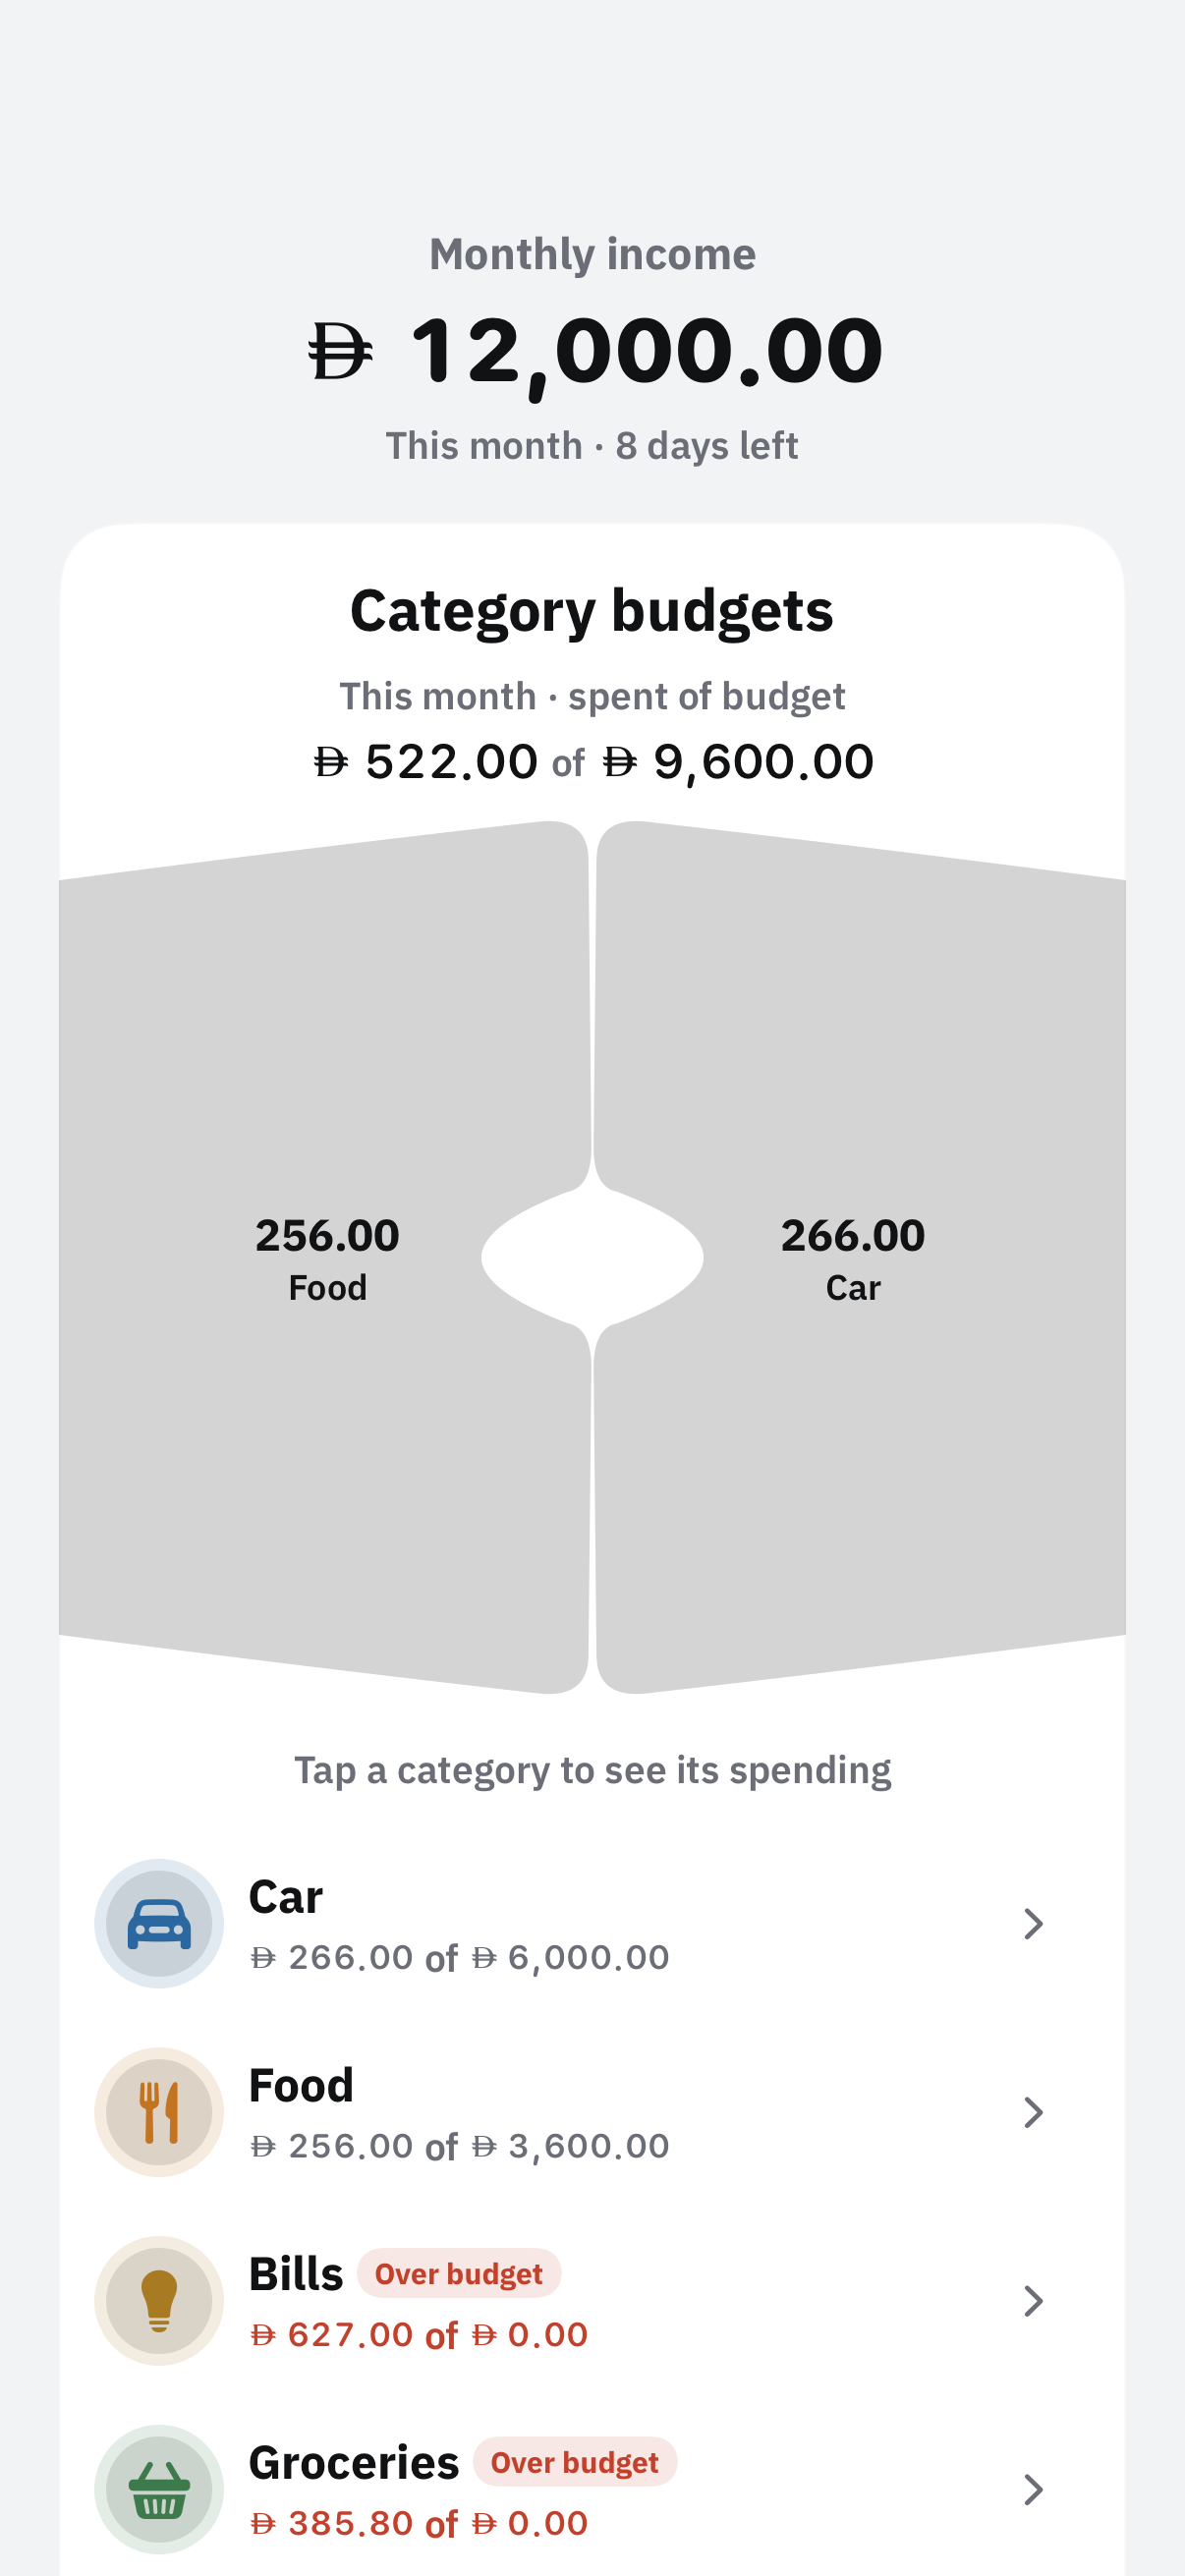 Monthly income
 12,000.00
This month · 8 days left
Category budgets
This month · spent of budget
 522.00 of  9,600.00
256.00
Food
266.00
Car
Tap a category to see its spending
Car
 266.00 of  6,000.00
Food
 256.00 of  3,600.00
Bills Over budget
 627.00 of  0.00
Groceries Over budget
 385.80 of  0.00